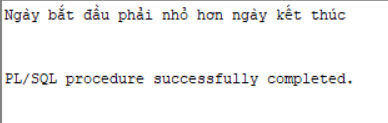 Ngày bắt đầu phải nhỏ hơn ngày kết thúc
PL/SQL procedure successfully completed.